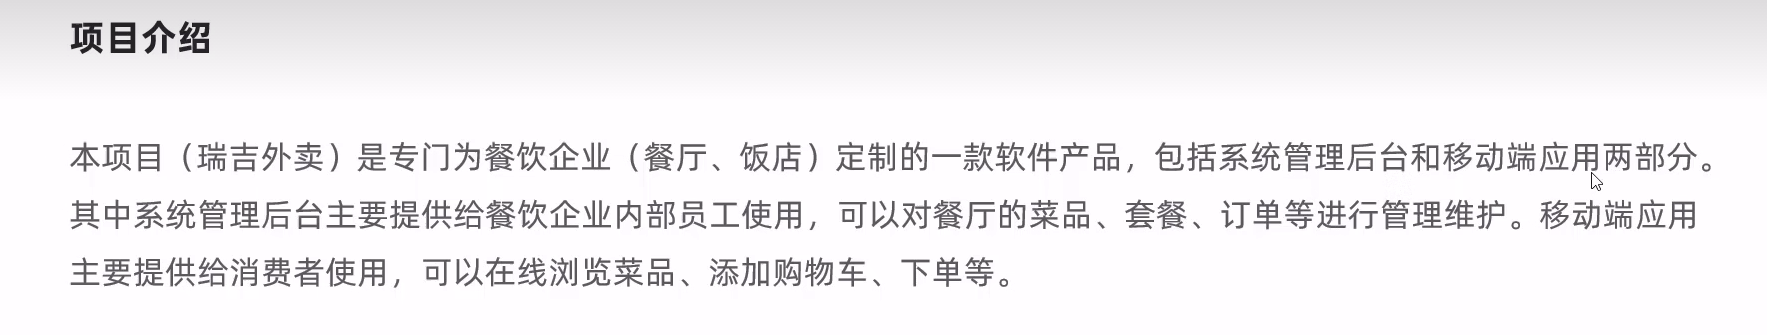 项目介绍
本项目（瑞吉外卖）是专门为餐饮企业（餐厅、饭店）定制的一款软件产品，包括系统管理后台和移动端应用两部分。
其中系统管理后台主要提供给餐饮企业内部员工使用，可以对餐厅的菜品、套餐、订单等进行管理维护。移动端应用
主要提供给消费者使用，可以在线浏览菜品、添加购物车、下单等。